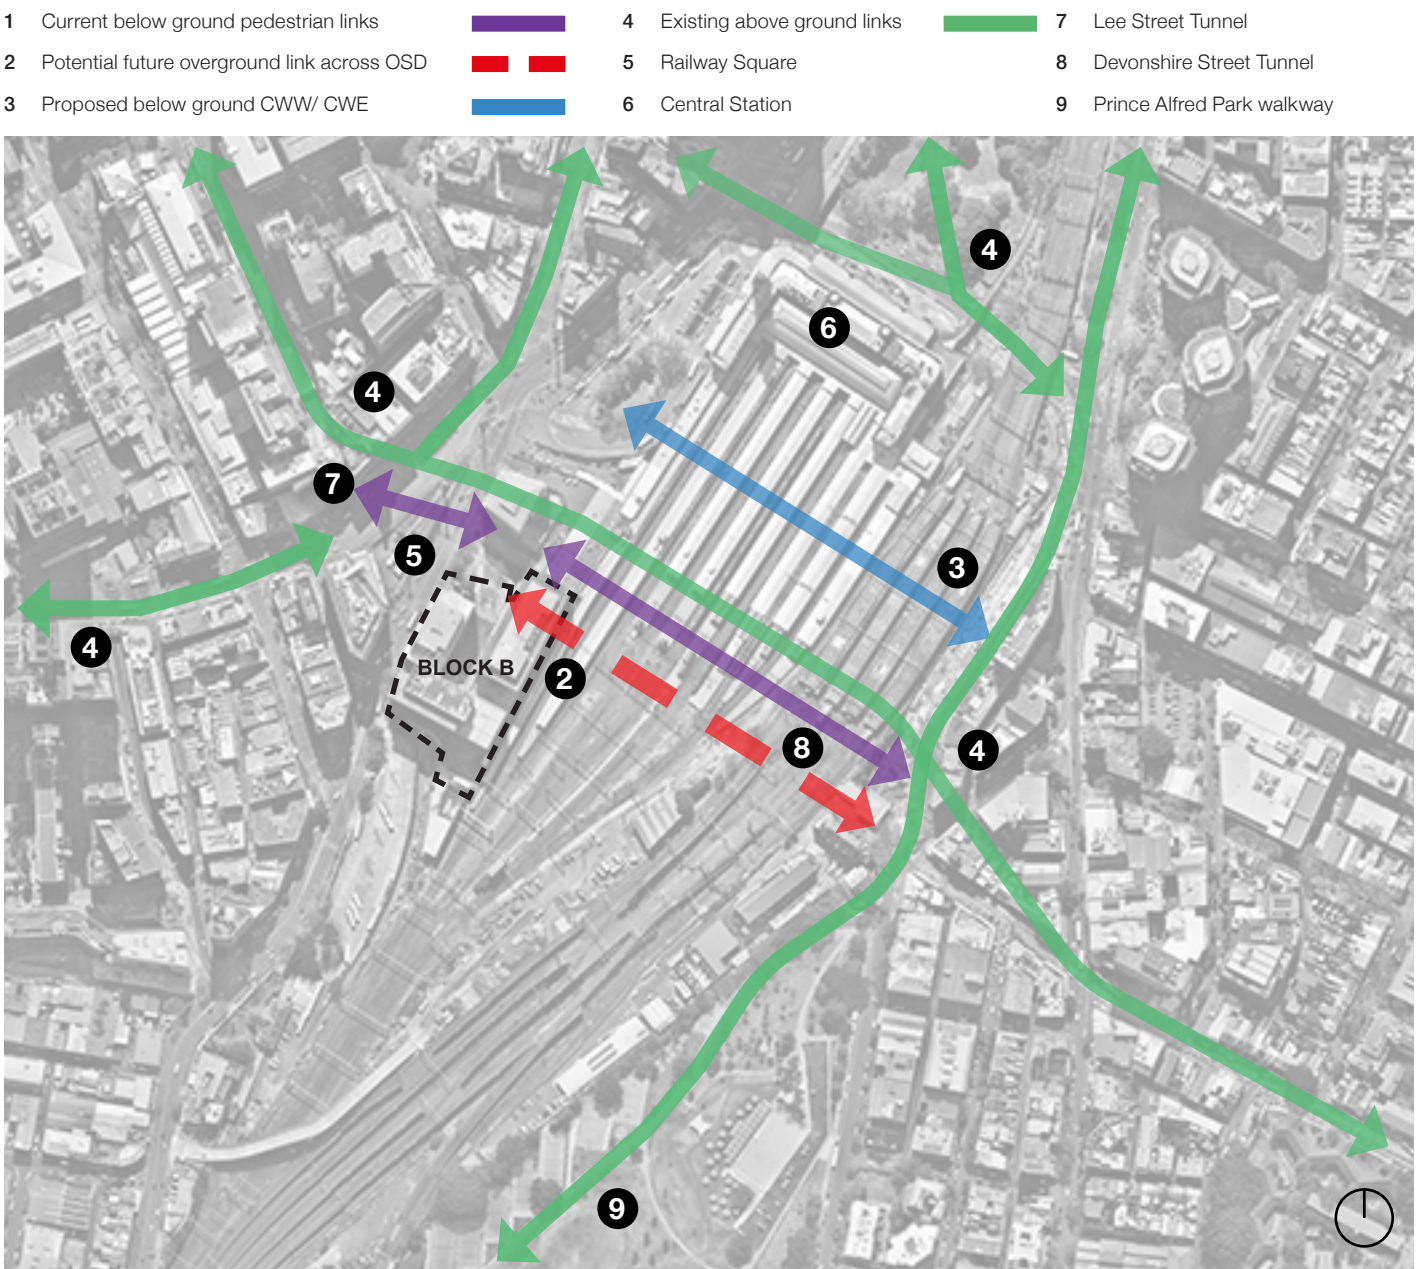 1 Current below ground pedestrian links
2 Potential future overground link across OSD
3 Proposed below ground CWW/ CWE
4 Existing above ground links
5 Railway Square
6 Central Station
7 Lee Street Tunnel
8 Devonshire Street Tunnel
9 Prince Alfred Park walkway
4
6
4
7
5
3
4
BLOCK B
2
8
4
9